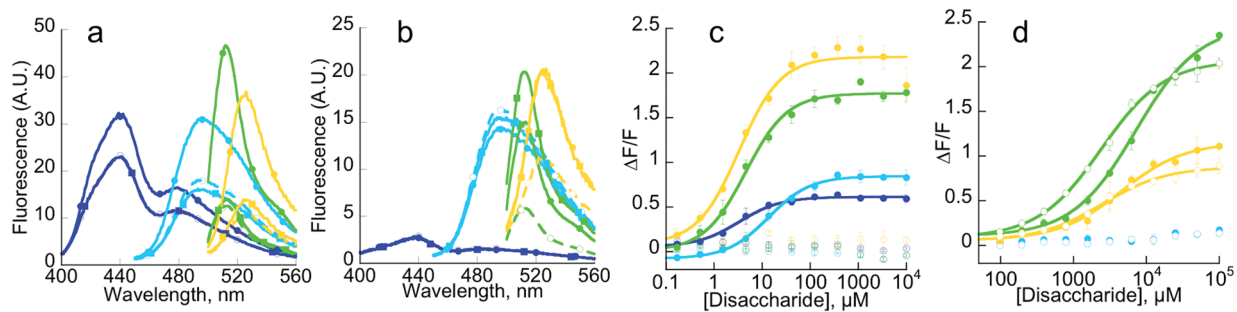 a
50
40
30
20
10
0
Fluorescence (A.U.)
400 440 480 520 560
Wavelength, nm
b
25
20
15
10
5
0
Fluorescence (A.U.)
400 440 480 520 560
Wavelength, nm
c
2.5
2
1.5
1
0.5
0
ΔF/F
0.1 1 10 100 1000 10⁴
[Disaccharide], µM
d
2.5
2
1.5
1
0.5
0
ΔF/F
100 1000 10⁴ 10⁵
[Disaccharide], µM